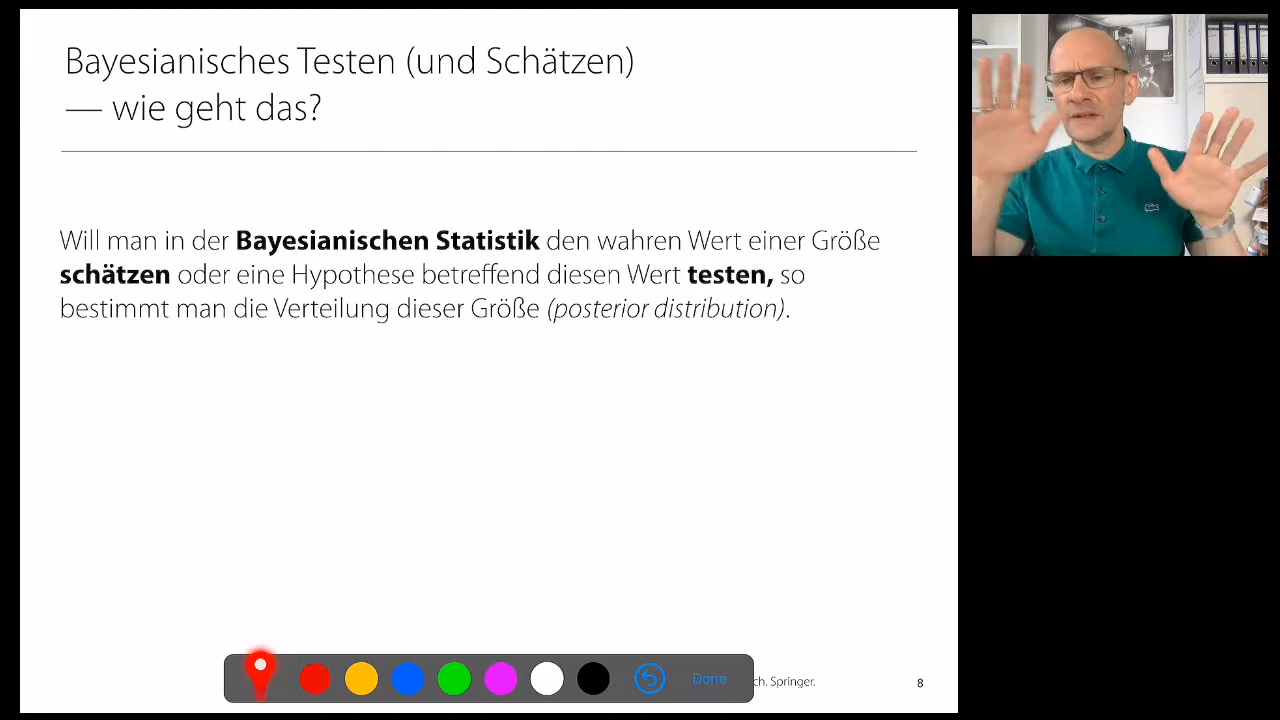 Bayesianisches Testen (und Schätzen)
— wie geht das?
Will man in der Bayesianischen Statistik den wahren Wert einer Größe
schätzen oder eine Hypothese betreffend diesen Wert testen, so
bestimmt man die Verteilung dieser Größe (posterior distribution).
Done
ch. Springer.
8